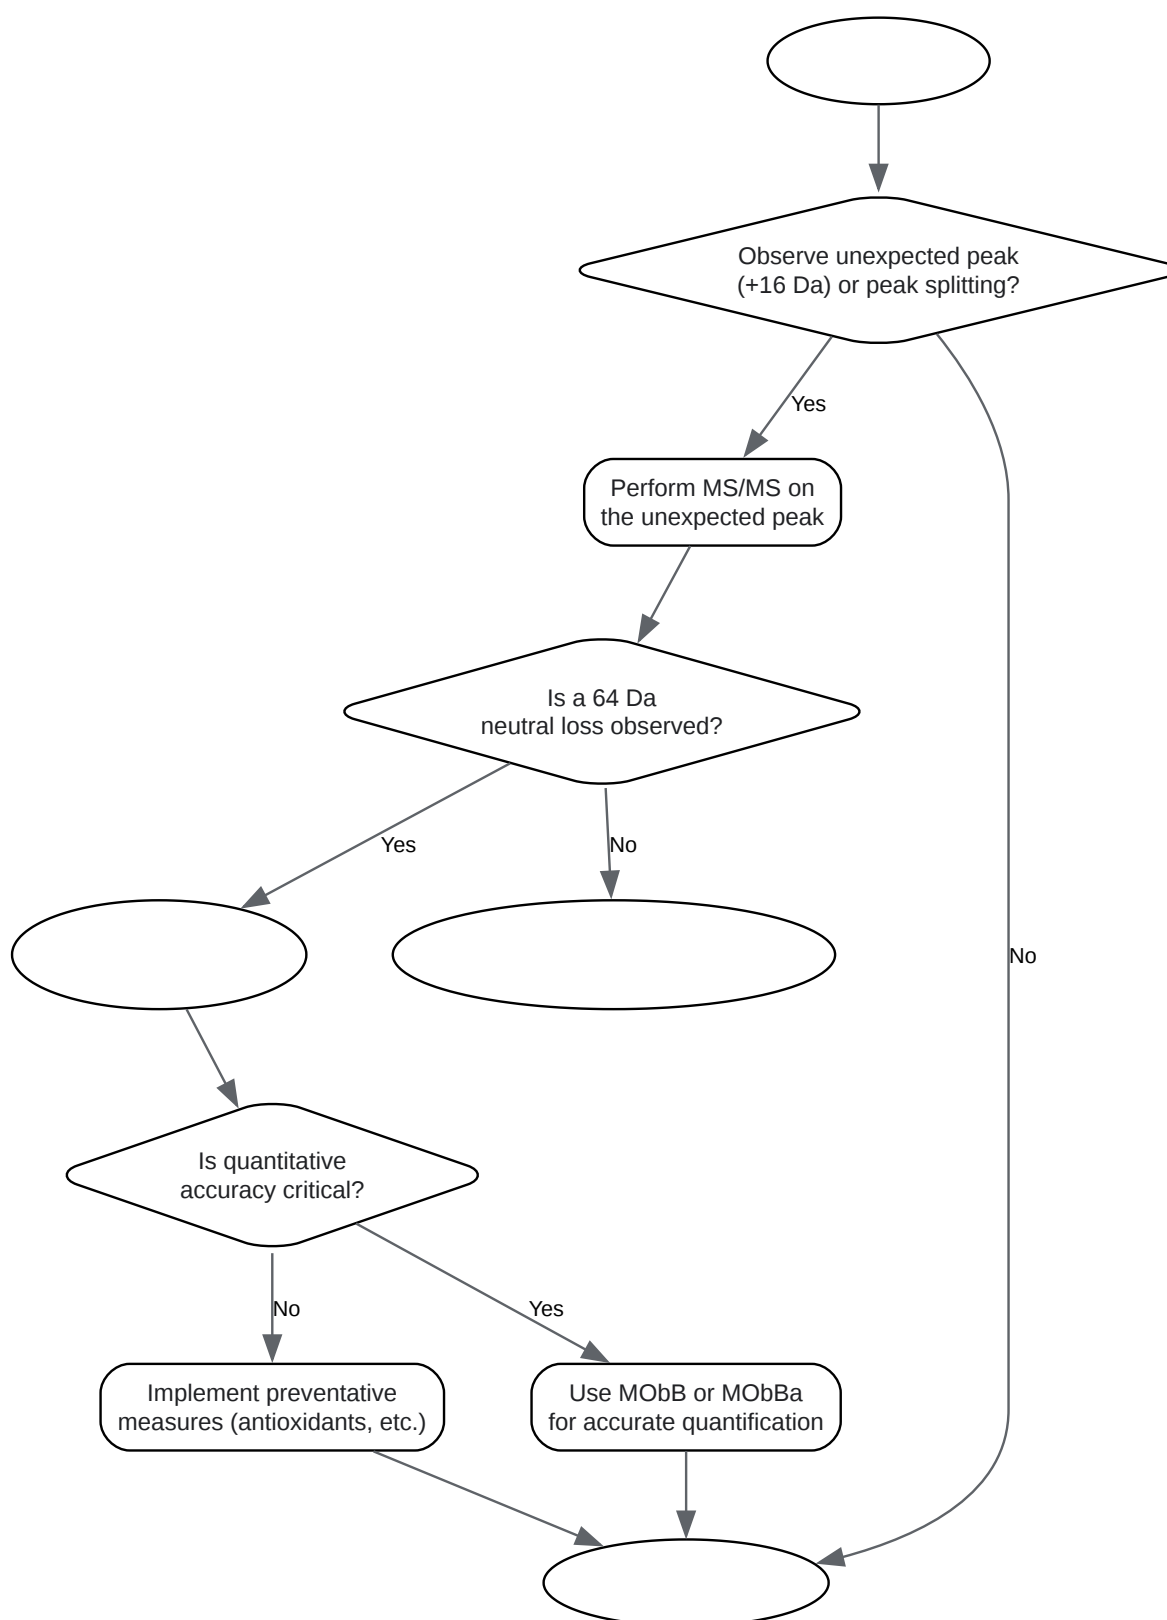 Observe unexpected peak
(+16 Da) or peak splitting?
Yes
Perform MS/MS on
the unexpected peak
Is a 64 Da
neutral loss observed?
Yes
No
No
Is quantitative
accuracy critical?
No
Yes
Implement preventative
measures (antioxidants, etc.)
Use MObB or MObBa
for accurate quantification